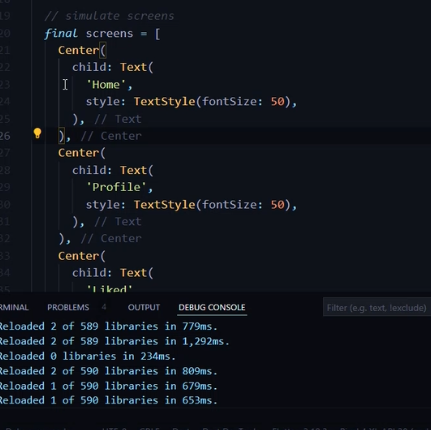 19 // simulate screens
20 final screens = [
21 Center(
22 child: Text(
23 'Home',
24 style: TextStyle(fontSize: 50),
25 ), // Text
26 ), // Center
27 Center(
28 child: Text(
29 'Profile',
30 style: TextStyle(fontSize: 50),
31 ), // Text
32 ), // Center
33 Center(
34 child: Text(
'Liked'
RMINAL PROBLEMS 4 OUTPUT DEBUG CONSOLE Filter (e.g. text, !exclude)
Reloaded 2 of 589 libraries in 779ms.
Reloaded 2 of 589 libraries in 1,292ms.
Reloaded 0 libraries in 234ms.
Reloaded 2 of 590 libraries in 809ms.
Reloaded 1 of 590 libraries in 679ms.
Reloaded 1 of 590 libraries in 653ms.